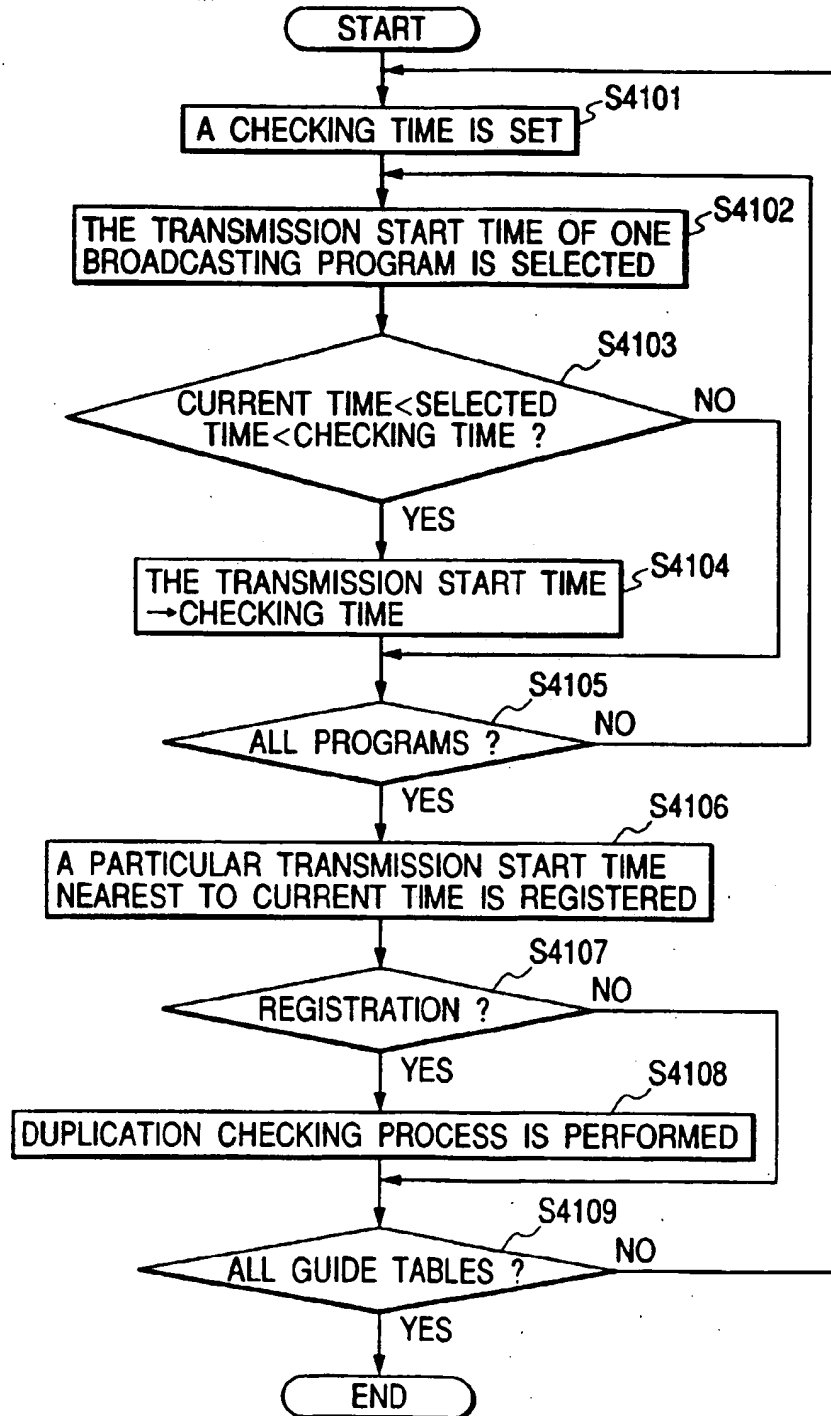 START
S4101
A CHECKING TIME IS SET
S4102
THE TRANSMISSION START TIME OF ONE
BROADCASTING PROGRAM IS SELECTED
S4103
CURRENT TIME<SELECTED
TIME<CHECKING TIME ?
NO
YES
S4104
THE TRANSMISSION START TIME
→CHECKING TIME
S4105
ALL PROGRAMS ?
NO
YES
S4106
A PARTICULAR TRANSMISSION START TIME
NEAREST TO CURRENT TIME IS REGISTERED
S4107
REGISTRATION ?
NO
YES
S4108
DUPLICATION CHECKING PROCESS IS PERFORMED
S4109
ALL GUIDE TABLES ?
NO
YES
END